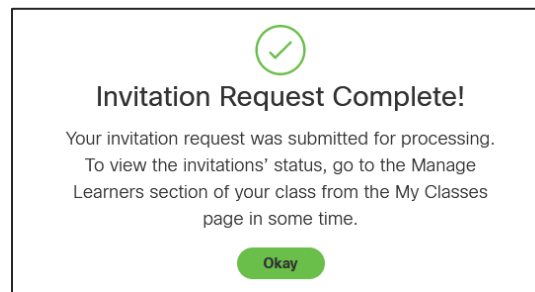 Invitation Request Complete!
Your invitation request was submitted for processing.
To view the invitations’ status, go to the Manage
Learners section of your class from the My Classes
page in some time.
Okay